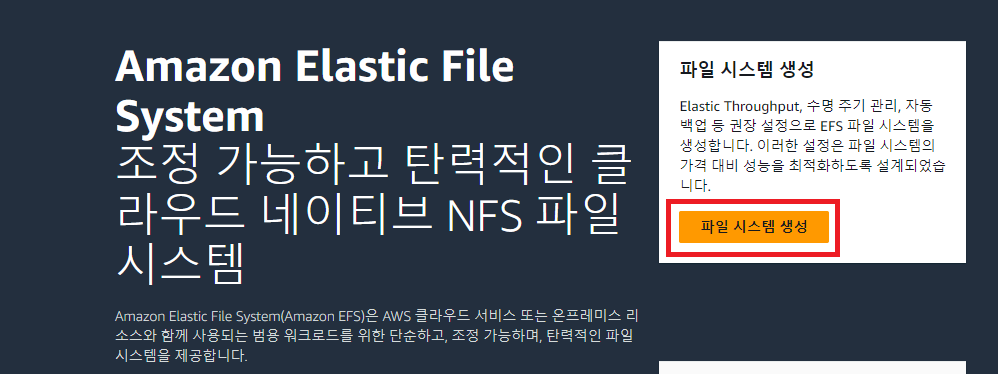 Amazon Elastic File
System
조정 가능하고 탄력적인 클
라우드 네이티브 NFS 파일
시스템
Amazon Elastic File System(Amazon EFS)은 AWS 클라우드 서비스 또는 온프레미스 리
소스와 함께 사용되는 범용 워크로드를 위한 단순하고, 조정 가능하며, 탄력적인 파일
시스템을 제공합니다.
파일 시스템 생성
Elastic Throughput, 수명 주기 관리, 자동
백업 등 권장 설정으로 EFS 파일 시스템을
생성합니다. 이러한 설정은 파일 시스템의
가격 대비 성능을 최적화하도록 설계되었습
니다.
파일 시스템 생성